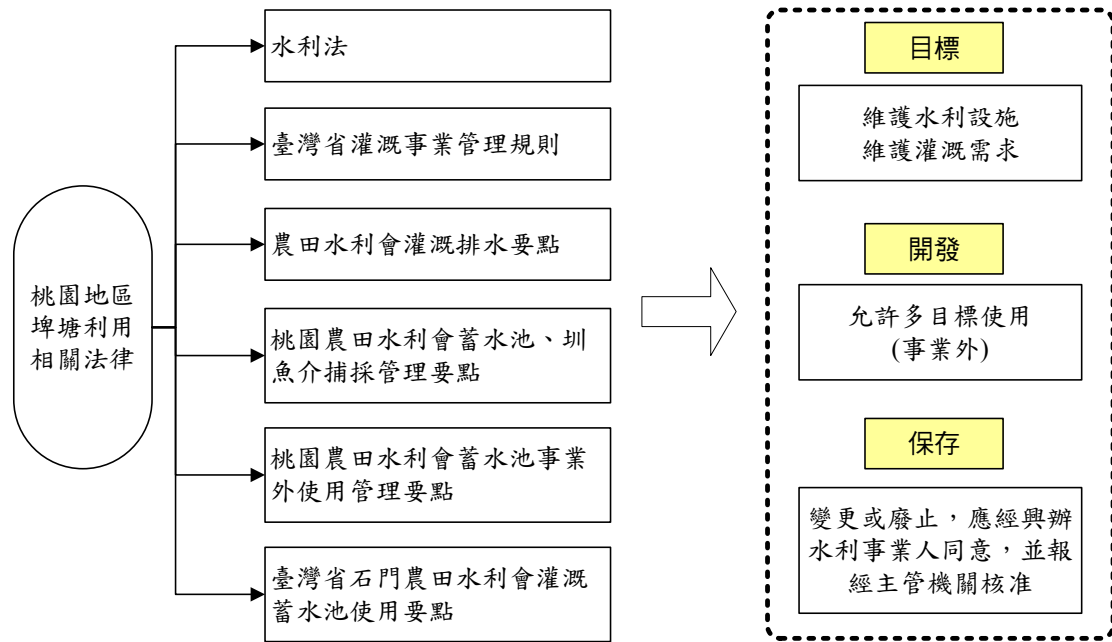 桃園地區
埤塘利用
相關法律
水利法
臺灣省灌溉事業管理規則
農田水利會灌溉排水要點
桃園農田水利會蓄水池、圳
魚介捕採管理要點
桃園農田水利會蓄水池事業
外使用管理要點
臺灣省石門農田水利會灌溉
蓄水池使用要點
目標
維護水利設施
維護灌溉需求
開發
允許多目標使用
(事業外)
保存
變更或廢止，應經興辦
水利事業人同意，並報
經主管機關核准